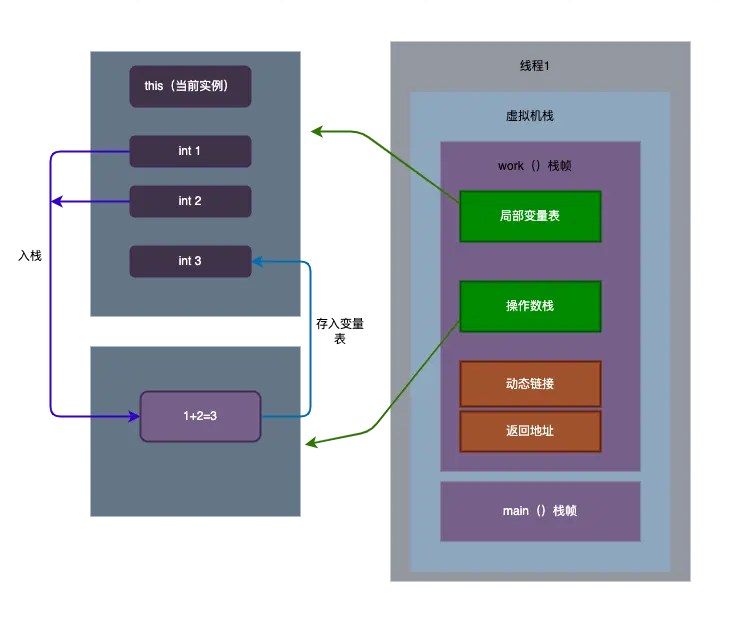 this（当前实例）
int 1
int 2
int 3
入栈
存入变量
表
1+2=3
线程1
虚拟机栈
work（）栈帧
局部变量表
操作数栈
动态链接
返回地址
main（）栈帧